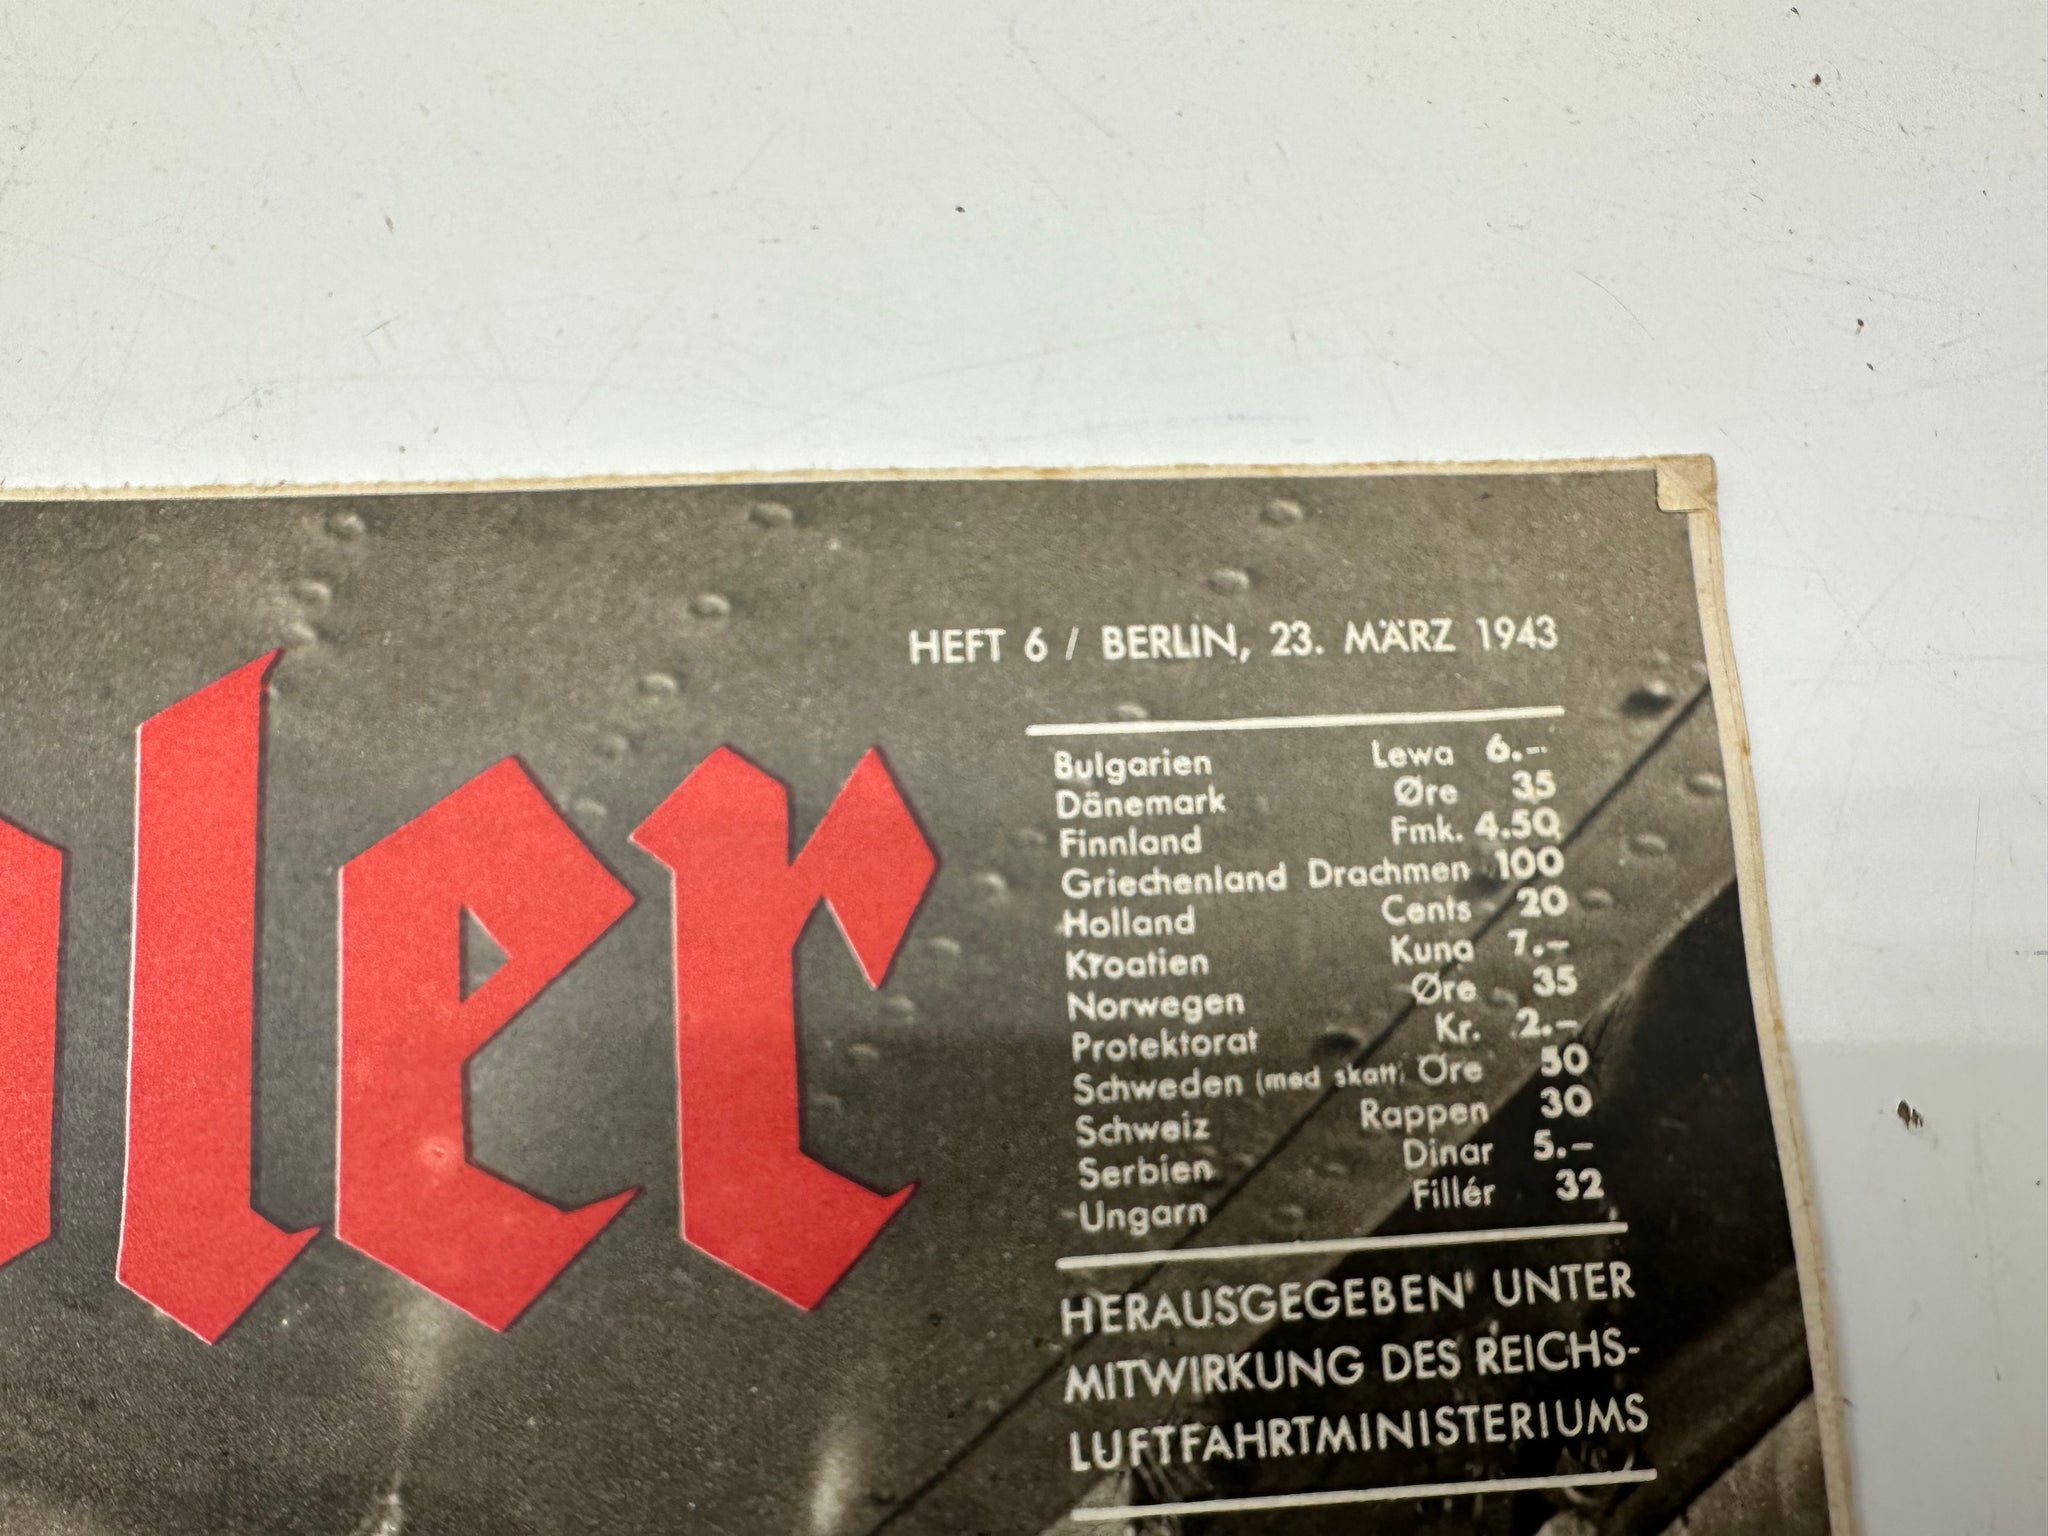 HEFT 6 / BERLIN, 23. MÄRZ 1943
dler
Bulgarien Lewa 6.–
Dänemark Øre 35
Finnland Fmk. 4.50
Griechenland Drachmen 100
Holland Cents 20
Kroatien Kuna 7.–
Norwegen Øre 35
Protektorat Kr. 2.–
Schweden (med skatt) Öre 50
Schweiz Rappen 30
Serbien Dinar 5.–
Ungarn Fillér 32
HERAUSGEGEBEN UNTER
MITWIRKUNG DES REICHS-
LUFTFAHRTMINISTERIUMS